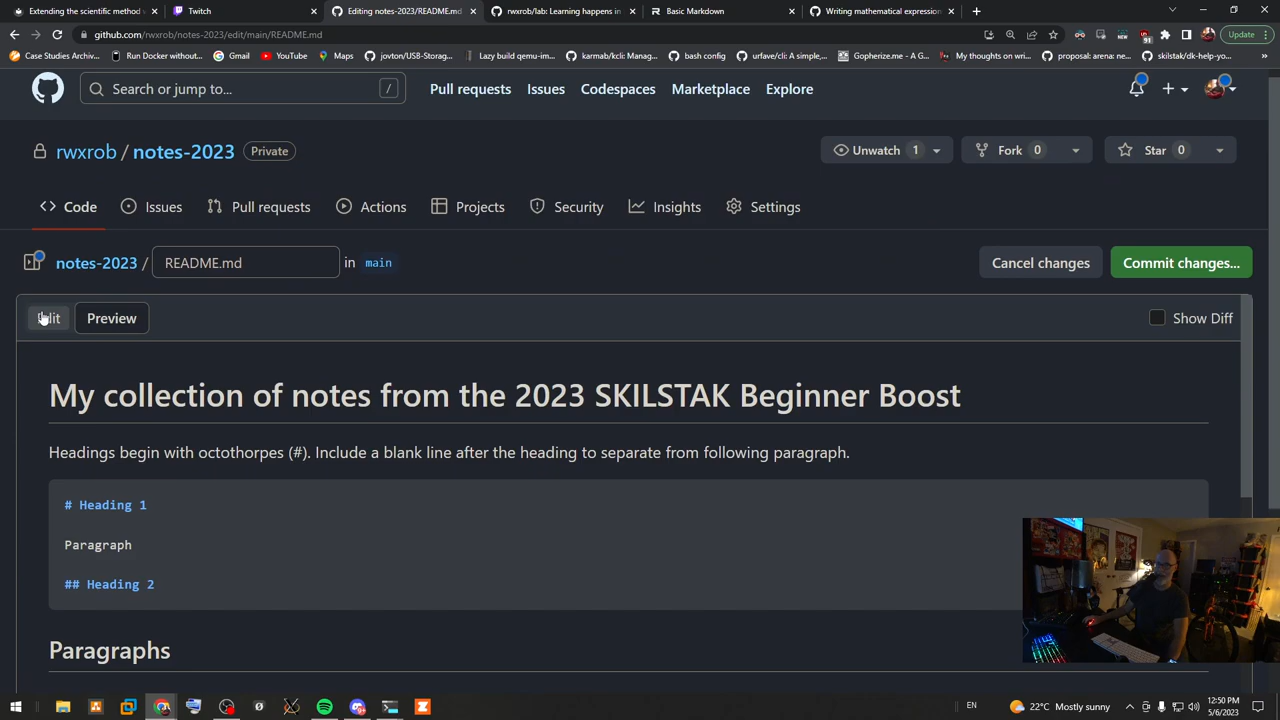 Extending the scientific method w
Twitch
Editing notes-2023/README.md
rwxrob/lab: Learning happens in
Basic Markdown
Writing mathematical expression
github.com/rwxrob/notes-2023/edit/main/README.md
Update
Case Studies Archiv...
Run Docker without...
Gmail
YouTube
Maps
joyton/USB-Storag...
Lazy build qemu-im...
karmab/kcli: Manag...
bash config
urfave/cli: A simple,...
Gopherize.me - A G...
My thoughts on wri...
proposal: arena: ne...
skilstak/dk-help-yo...
Search or jump to...
/
Pull requests
Issues
Codespaces
Marketplace
Explore
rwxrob / notes-2023
Private
Unwatch 1
Fork 0
Star 0
Code
Issues
Pull requests
Actions
Projects
Security
Insights
Settings
notes-2023 / README.md in main
Cancel changes
Commit changes...
Edit
Preview
Show Diff
My collection of notes from the 2023 SKILSTAK Beginner Boost
Headings begin with octothorpes (#). Include a blank line after the heading to separate from following paragraph.
# Heading 1
Paragraph
## Heading 2
Paragraphs
22°C Mostly sunny
EN
12:50 PM
5/6/2023